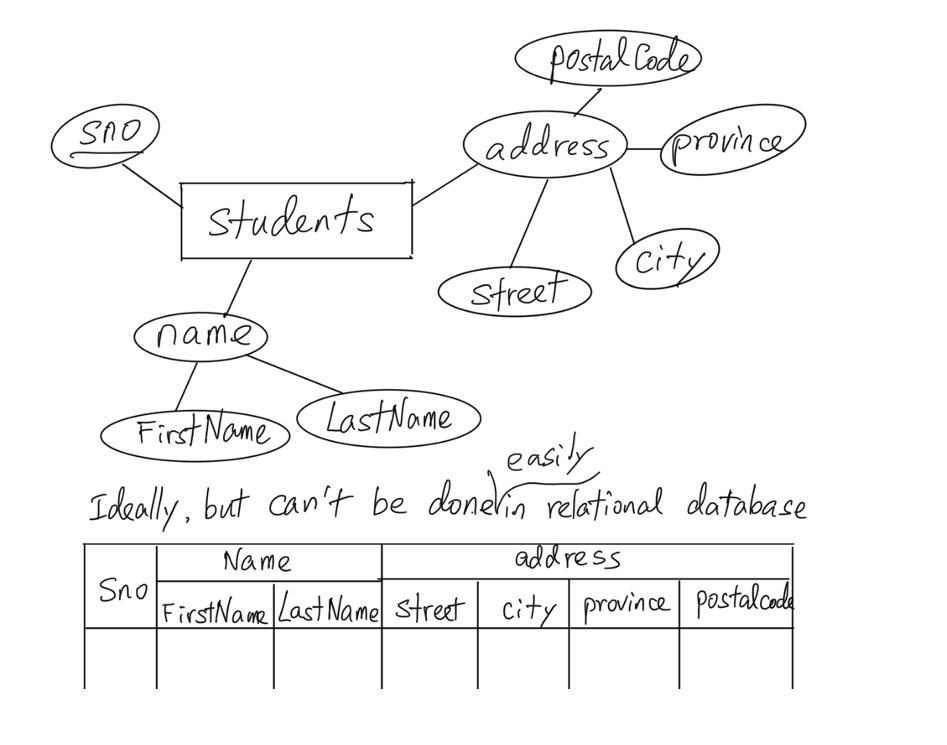 postalCode
sno
address
province
students
city
street
name
FirstName
LastName
easily
Ideally, but can't be done in relational database
Name address
Sno
FirstName LastName street city province postalcode